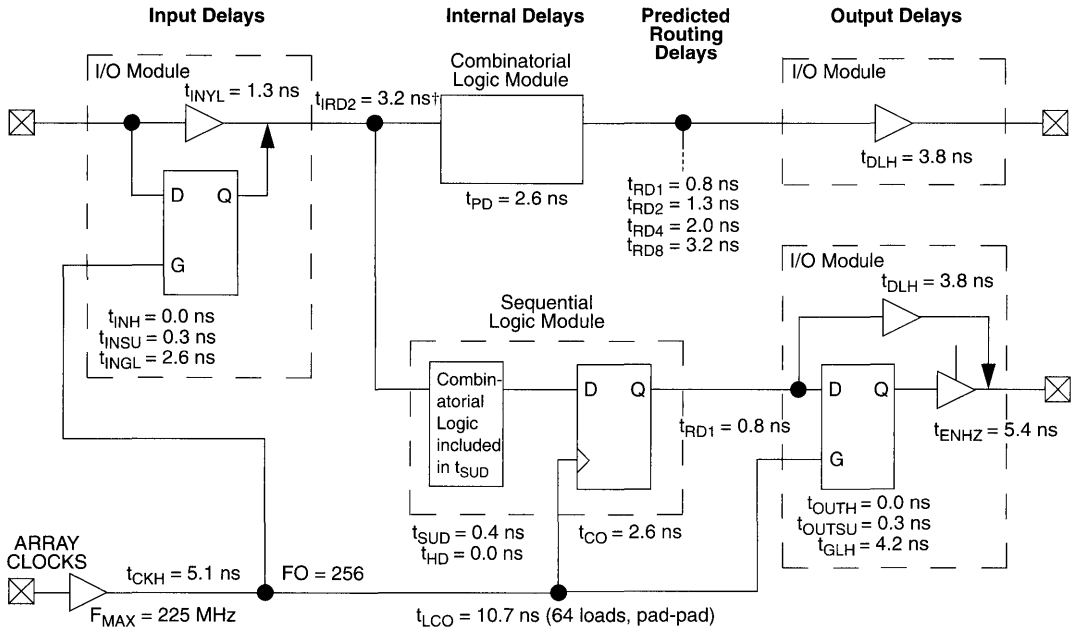 Input Delays
Internal Delays
Predicted
Routing
Delays
Output Delays
I/O Module
tINYL = 1.3 ns
tIRD2 = 3.2 ns†
Combinatorial
Logic Module
tPD = 2.6 ns
I/O Module
tDLH = 3.8 ns
D Q
G
tRD1 = 0.8 ns
tRD2 = 1.3 ns
tRD4 = 2.0 ns
tRD8 = 3.2 ns
tINH = 0.0 ns
tINSU = 0.3 ns
tINGL = 2.6 ns
Sequential
Logic Module
Combin-
atorial
Logic
included
in tSUD
D Q
tSUD = 0.4 ns
tHD = 0.0 ns
tCO = 2.6 ns
tRD1 = 0.8 ns
I/O Module
tDLH = 3.8 ns
D Q
G
tENHZ = 5.4 ns
tOUTH = 0.0 ns
tOUTSU = 0.3 ns
tGLH = 4.2 ns
ARRAY
CLOCKS
tCKH = 5.1 ns
FO = 256
FMAX = 225 MHz
tLCO = 10.7 ns (64 loads, pad-pad)